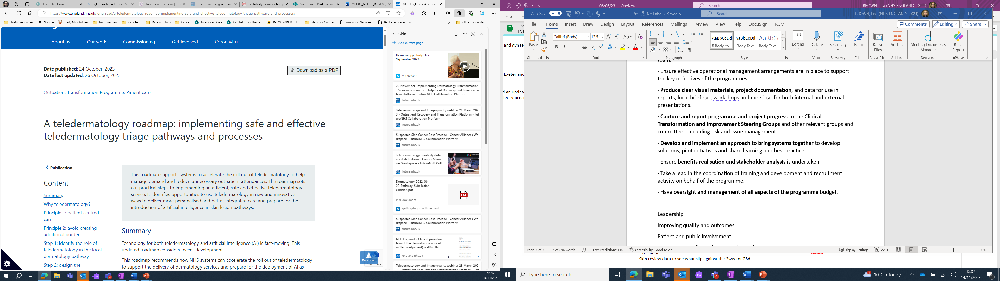 The hub - Home
gliomas brain tumor - Se
Treatment decisions | Bra
Teledermatology and ima
Suitability Conversation.p
South-West Post Consult
MED81_MED87_Band 8c
NHS England » A teleder
https://www.england.nhs.uk/long-read/a-teledermatology-roadmap-implementing-safe-and-effective-teledermatology-triage-pathways-and-processes/
Useful Resources
Google
Daily Mindfulness
Improvement
Coaching
Data and Info
Cancer
Integrated Care
Catch-Up on The Le...
INFOGRAPHIC: Ho...
Network Connect
Analytical Services...
Best Practice Pathw...
Other favourites
About us
Our work
Commissioning
Get involved
Coronavirus
Date published: 24 October, 2023
Date last updated: 26 October, 2023
Download as a PDF
Outpatient Transformation Programme, Patient care
A teledermatology roadmap: implementing safe and effective
teledermatology triage pathways and processes
Publication
Content
Summary
Why teledermatology?
Principle 1: patient centred
care
Principle 2: avoid creating
additional burden
Step 1: identify the role of
teledermatology in the local
dermatology pathway
Step 2: design the
This roadmap supports systems to accelerate the roll out of teledermatology to help
manage demand and reduce unnecessary outpatient attendances. The roadmap sets
out practical steps to implementing an efficient, safe and effective teledermatology
service. It identifies opportunities to use teledermatology in new and innovative
ways to deliver more personalised and better integrated care and prepare for the
introduction of artificial intelligence in skin lesion pathways.
Summary
Technology for both teledermatology and artificial intelligence (AI) is fast-moving. This
updated roadmap considers recent developments.
This roadmap recommends how NHS systems can accelerate the roll out of teledermatology
to support the delivery of dermatology services and prepare for the deployment of AI as
Back to top
Skin
Add current page
Dermoscopy Study Day –
September 2022
vimeo.com
22 November, Implementing Dermatology Transformation
- Session Resources - Outpatient Recovery and Transforma
tion Platform - FutureNHS Collaboration Platform
future.nhs.uk
Teledermatology and image quality webinar 28 March 202
3 - Outpatient Recovery and Transformation Platform - Fut
ureNHS Collaboration Platform
future.nhs.uk
Suspected Skin Cancer Best Practice - Cancer Alliances Wo
rkspace - FutureNHS Collaboration Platform
future.nhs.uk
Teledermatology quarterly data
audit definitions - Cancer Allian
ces Workspace - FutureNHS Coll
future.nhs.uk
Dermatology_2022-06-
22_Pathway_Skin-lesion-
clinician.pdf
PDF document
PDF
gettingitrightfirsttime.co.uk
Suspected Skin Cancer Best Practice - Cancer Alliances Wo
rkspace - FutureNHS Collaboration Platform
future.nhs.uk
NHS England » Clinical prioritisa
tion of the dermatology non-ad
mitted (outpatient) waiting list:
england.nhs.uk
Teledermatology and image quality webinar 28 March 202
15:37
14/11/2023
06/06/23 - OneNote
Search
BROWN, Lisa (NHS ENGLAND – X24)
File
Lisa
Trus
and gynae
Exeter and
d an update
ths - starts
AutoSave
8c
No Label • Saved
Search
BROWN, Lisa (NHS ENGLAND – X24)
File
Home
Insert
Draw
Design
Layout
References
Mailings
Review
View
Help
DocuSign
RCM
Comments
Editing
Share
Paste
Clipboard
Calibri (Body)
13.5
Font
Paragraph
AaBbCcDd
¶ Body co...
AaBbCcDd
Body Text
AaBbCc
Body Text...
Styles
Editing
Dictate
Voice
Sensitivity
Sensitivity
Editor
Editor
Reuse
Files
Reuse Files
Add-ins
Add-ins
Meeting Documents
Manager
Decisions
Build
Report
InPhase
team.
· Ensure effective operational management arrangements are in place to support
the key objectives of the programmes.
· Produce clear visual materials, project documentation, and data for use in
reports, local briefings, workshops and meetings for both internal and external
presentations.
· Capture and report programme and project progress to the Clinical
Transformation and Improvement Steering Groups and other relevant groups and
committees, including risk and issue management.
· Develop and implement an approach to bring systems together to develop
solutions, pilot initiatives and share learning and best practice.
· Ensure benefits realisation and stakeholder analysis is undertaken.
· Take a lead in the coordination of training and development and recruitment
activity on behalf of the programme.
· Have oversight and management of all aspects of the programme budget.
Leadership
Improving quality and outcomes
Patient and public involvement
Page 3 of 3
27 of 696 words
Text Predictions: On
Accessibility: Good to go
Display Settings
Focus
100%
Skin review data to see what slip against the 2ww for 28d,
Type here to search
10°C Cloudy
15:37
14/11/2023